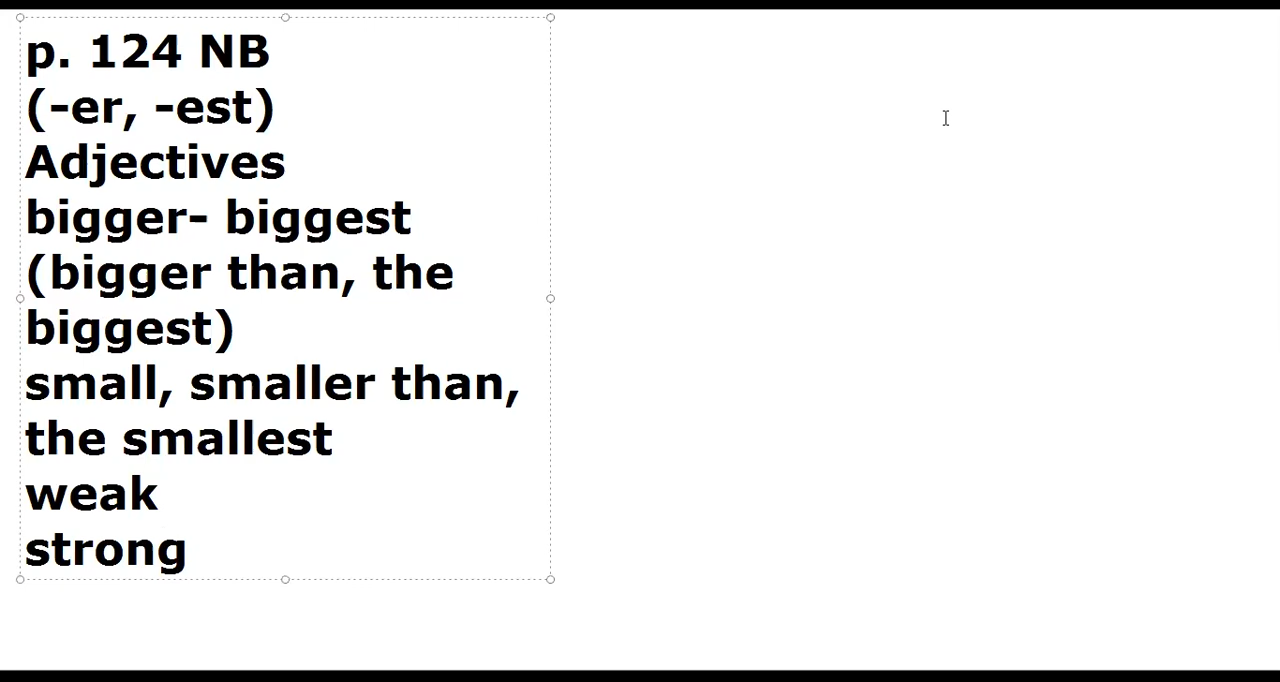 p. 124 NB
(-er, -est)
Adjectives
bigger- biggest
(bigger than, the
biggest)
small, smaller than,
the smallest
weak
strong